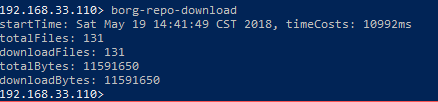 192.168.33.110> borg-repo-download
startTime: Sat May 19 14:41:49 CST 2018, timeCosts: 10992ms
totalFiles: 131
downloadFiles: 131
totalBytes: 11591650
downloadBytes: 11591650
192.168.33.110>